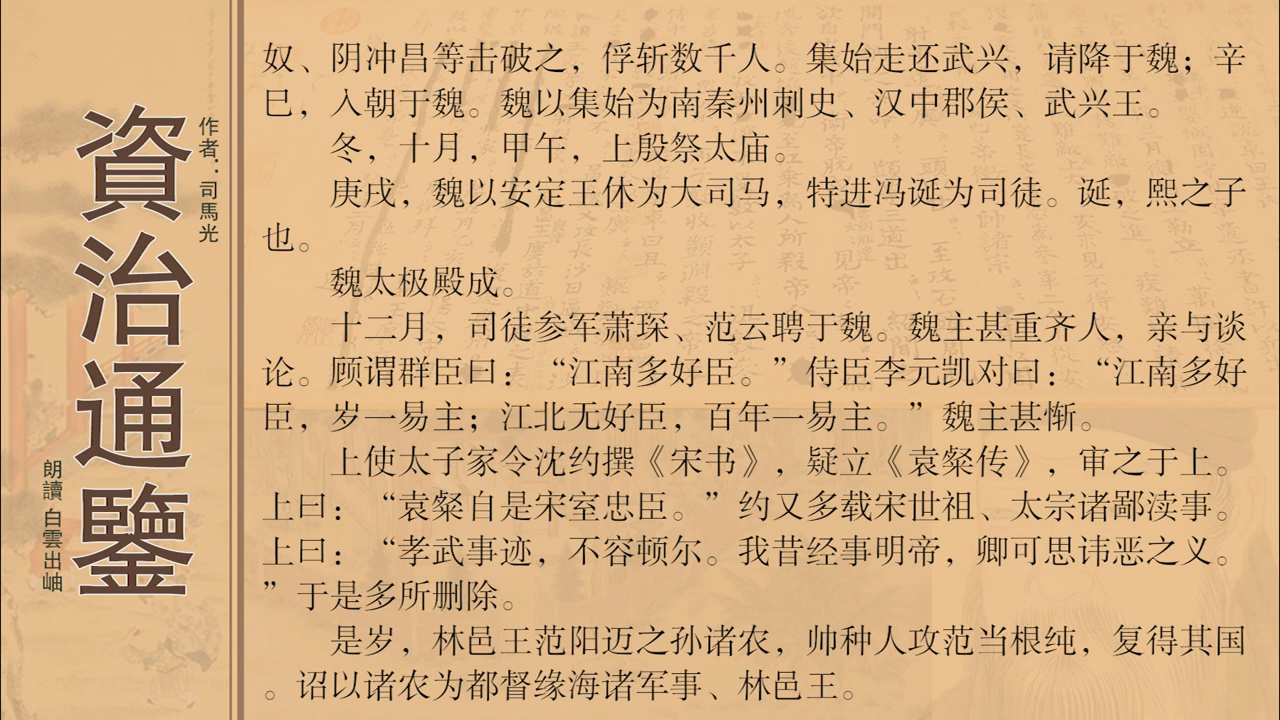 資治通鑒
作者：司馬光
朗讀 白雲出岫
奴、阴冲昌等击破之，俘斩数千人。集始走还武兴，请降于魏；辛
巳，入朝于魏。魏以集始为南秦州刺史、汉中郡侯、武兴王。
冬，十月，甲午，上殷祭太庙。
庚戌，魏以安定王休为大司马，特进冯诞为司徒。诞，熙之子
也。
魏太极殿成。
十二月，司徒参军萧琛、范云聘于魏。魏主甚重齐人，亲与谈
论。顾谓群臣曰：“江南多好臣。”侍臣李元凯对曰：“江南多好
臣，岁一易主；江北无好臣，百年一易主。”魏主甚惭。
上使太子家令沈约撰《宋书》，疑立《袁粲传》，审之于上。
上曰：“袁粲自是宋室忠臣。”约又多载宋世祖、太宗诸鄙渎事。
上曰：“孝武事迹，不容顿尔。我昔经事明帝，卿可思讳恶之义。
”于是多所删除。
是岁，林邑王范阳迈之孙诸农，帅种人攻范当根纯，复得其国
。诏以诸农为都督缘海诸军事、林邑王。